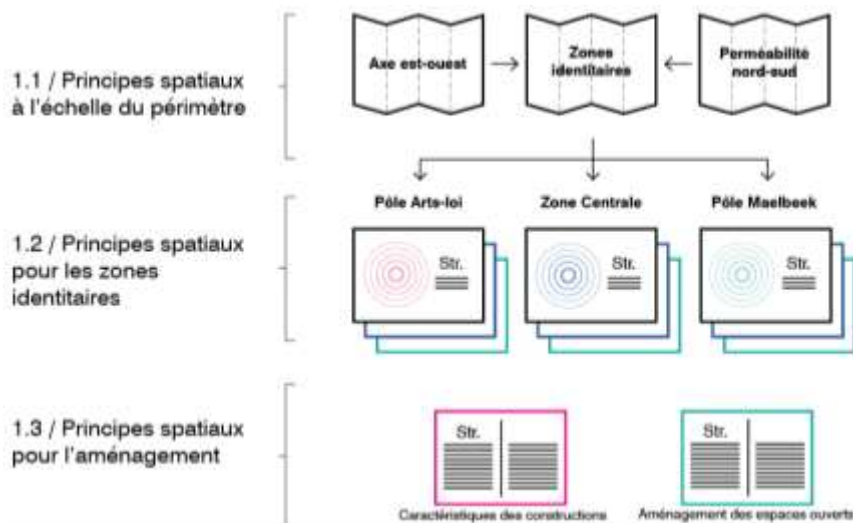 1.1 / Principes spatiaux
à l'échelle du périmètre
Axe est-ouest
Zones
identitaires
Perméabilité
nord-sud
1.2 / Principes spatiaux
pour les zones
identitaires
Pôle Arts-loi
Zone Centrale
Pôle Maelbeek
Str.
Str.
Str.
1.3 / Principes spatiaux
pour l'aménagement
Str.
Str.
Caractéristiques des constructions
Aménagement des espaces ouverts